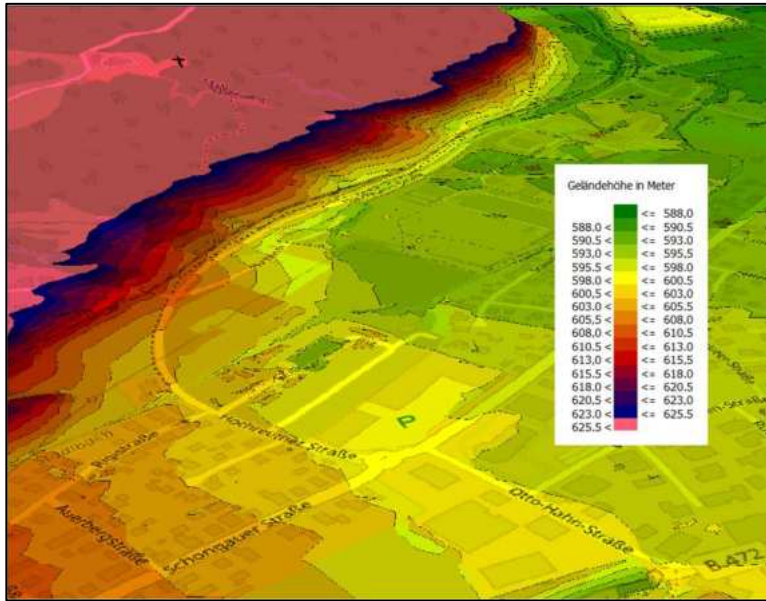 Geländehöhe in Meter
<= 588.0
588.0 < <= 590.5
590.5 < <= 593.0
593.0 < <= 595.5
595.5 < <= 598.0
598.0 < <= 600.5
600.5 < <= 603.0
603.0 < <= 605.5
605.5 < <= 608.0
608.0 < <= 610.5
610.5 < <= 613.0
613.0 < <= 615.5
615.5 < <= 618.0
618.0 < <= 620.5
620.5 < <= 623.0
623.0 < <= 625.5
625.5 <
P
Hochreuther Straße
Auerbergstraße
Schongauer Straße
Otto-Hahn-Straße
B 472